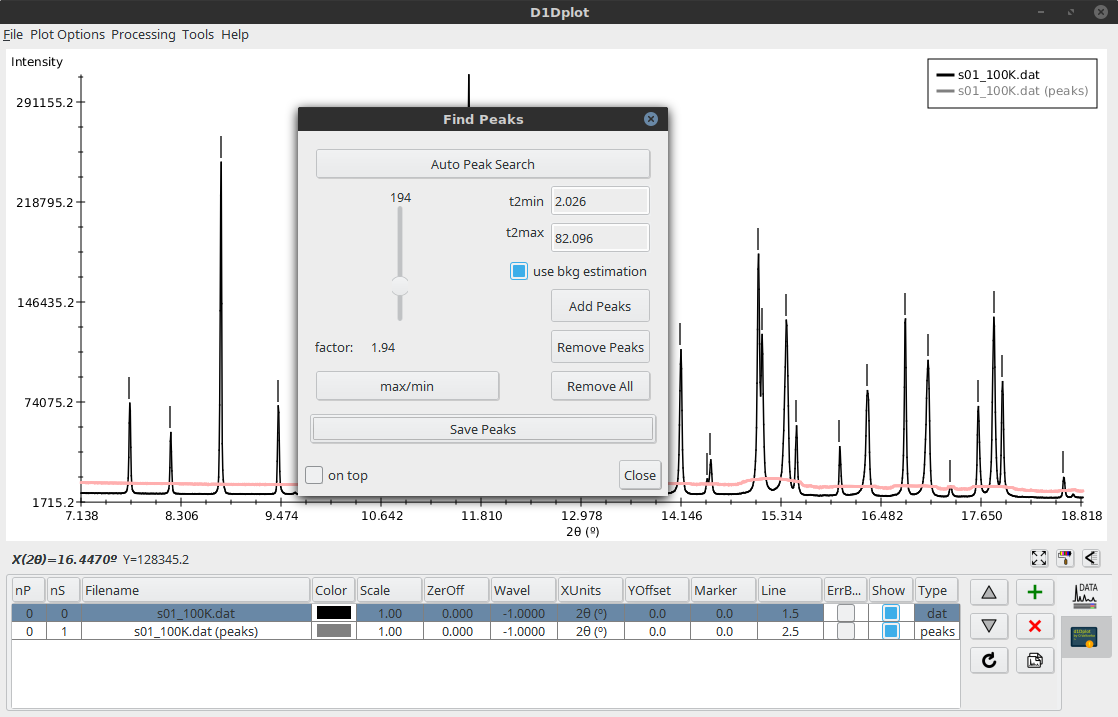 D1Dplot
File Plot Options Processing Tools Help
Intensity
291155.2
218795.2
146435.2
74075.2
1715.2
7.138 8.306 9.474 10.642 11.810 12.978 14.146 15.314 16.482 17.650 18.818
2θ (º)
s01_100K.dat
s01_100K.dat (peaks)
Find Peaks
Auto Peak Search
194
t2min 2.026
t2max 82.096
use bkg estimation
Add Peaks
factor: 1.94
Remove Peaks
max/min
Remove All
Save Peaks
on top
Close
X(2θ)=16.4470º Y=128345.2
nP nS Filename Color Scale ZerOff Wavel XUnits YOffset Marker Line ErrB... Show Type
0 0 s01_100K.dat 1.00 0.000 -1.0000 2θ (º) 0.0 0.0 1.5 dat
0 1 s01_100K.dat (peaks) 1.00 0.000 -1.0000 2θ (º) 0.0 0.0 2.5 peaks
DATA